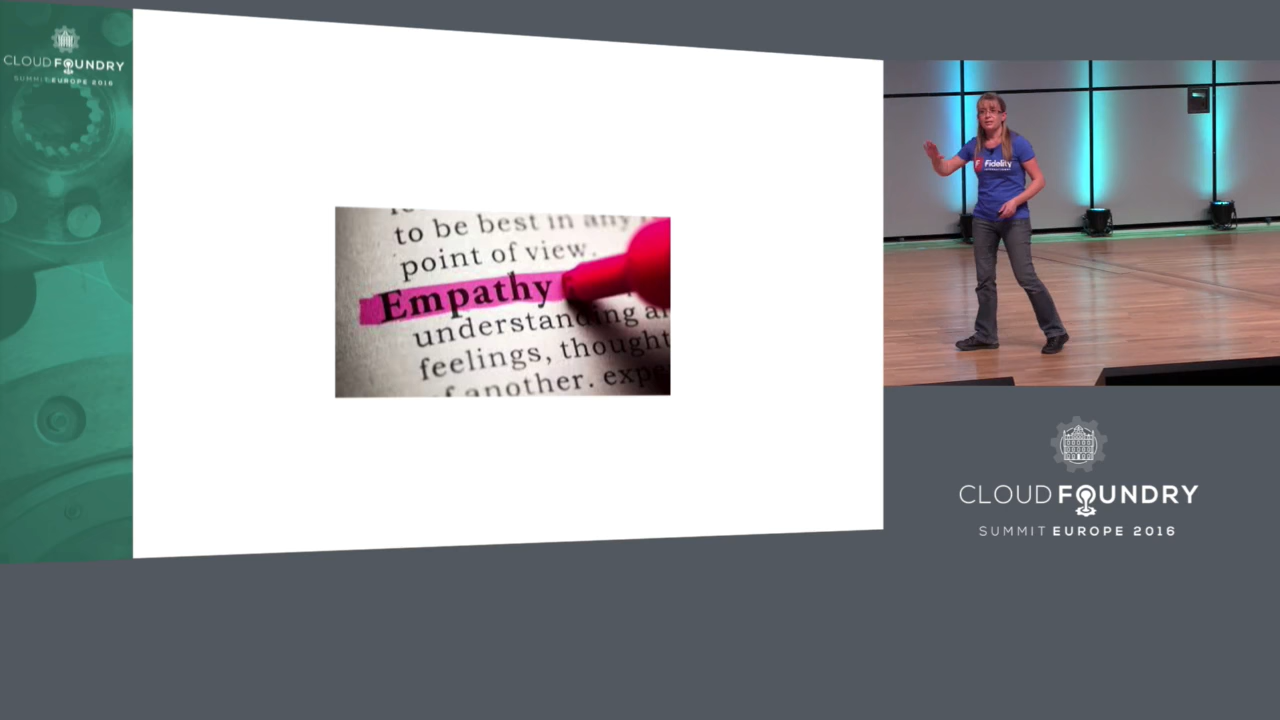 CLOUD FOUNDRY
SUMMIT EUROPE 2016
to be best in any
point of view.
Empathy
understanding
feelings, thought
of another.
Fidelity
CLOUD FOUNDRY
SUMMIT EUROPE 2016